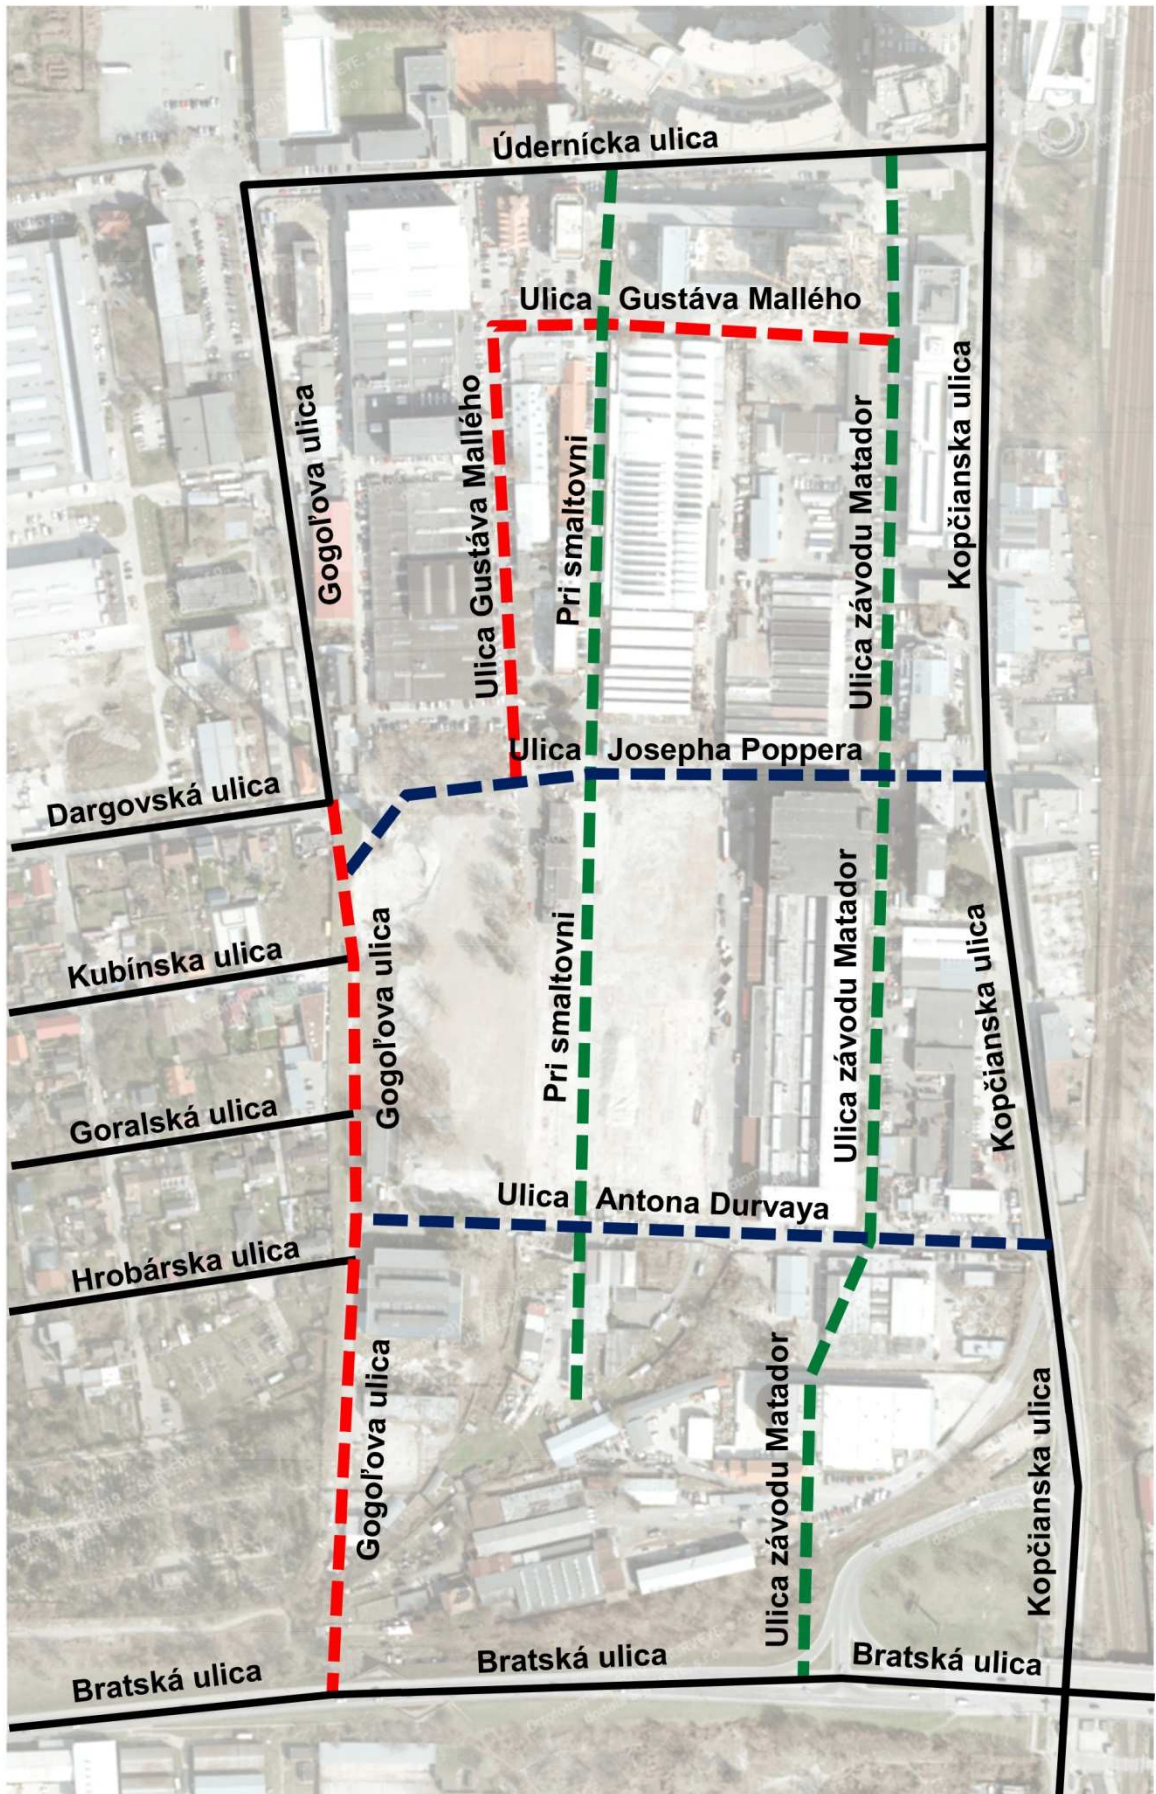 Údernícka ulica
Ulica Gustáva Mallého
Gogoľova ulica
Ulica Gustáva Mallého
Pri smaltovni
Ulica závodu Matador
Kopčianska ulica
Ulica Josepha Poppera
Dargovská ulica
Kubínska ulica
Gogoľova ulica
Pri smaltovni
Ulica závodu Matador
Kopčianska ulica
Goralská ulica
Ulica Antona Durvaya
Hrobárska ulica
Gogoľova ulica
Ulica závodu Matador
Kopčianska ulica
Bratská ulica
Bratská ulica
Bratská ulica